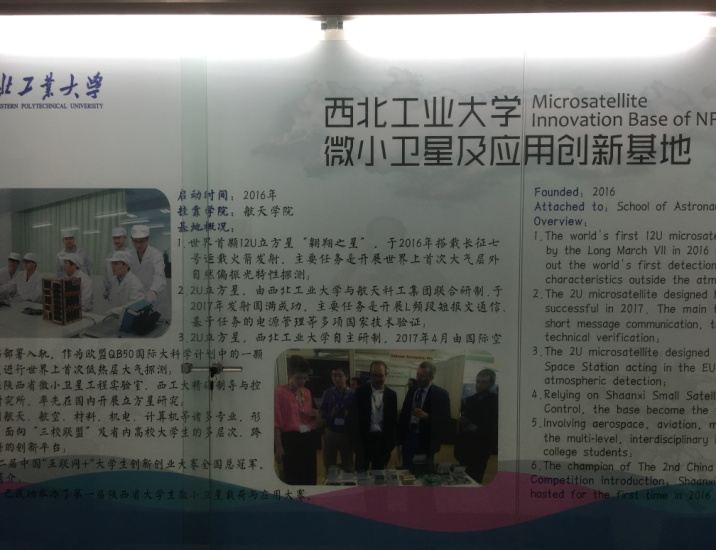 北工业大学
STERN POLYTECHNICAL UNIVERSITY
西北工业大学
微小卫星及应用创新基地
Microsatellite
Innovation Base of NP
启动时间：2016年
挂靠学院：航天学院
基地概况：
1.世界首颗12U立方星“翱翔之星”，于2016年搭载长征七
号运载火箭发射，主要任务是开展世界上首次大气层外
自然偏振光特性探测；
2.2U立方星，由西北工业大学与航天科工集团联合研制，于
2017年发射圆满成功，主要任务是开展L频段短报文通信、
基于任务的电源管理等多项国家技术验证；
3.2U立方星，西北工业大学自主研制，2017年4月由国际空
部署入轨，作为欧盟QB50国际大科学计划中的一颗
进行世界上首次低热层大气探测；
陕西省微小卫星工程实验室、西工大精确制导与控
究所，率先在国内开展立方星研究；
航天、航空、材料、机电、计算机等诸多专业，形
面向“三校联盟”及省内高校大学生的多层次、跨
的创新平台；
二届中国“互联网+”大学生创新创业大赛全国总冠军。
简介。
已成功举办了第一届陕西省大学生微小卫星载荷与应用大赛。
Founded: 2016
Attached to: School of Astrona
Overview:
1.The world's first 12U microsate
by the Long March VII in 2016
out the world's first detection
characteristics outside the atm
2.The 2U microsatellite designed b
successful in 2017. The main t
short message communication, t
technical verification;
3.The 2U microsatellite designed
Space Station acting in the EU
atmospheric detection;
4.Relying on Shaanxi Small Satel
Control, the base become the
5.Involving aerospace, aviation, m
the multi-level, interdisciplinary
college students;
6.The champion of The 2nd China
Competition introduction; Shaanx
hosted for the first time in 2016